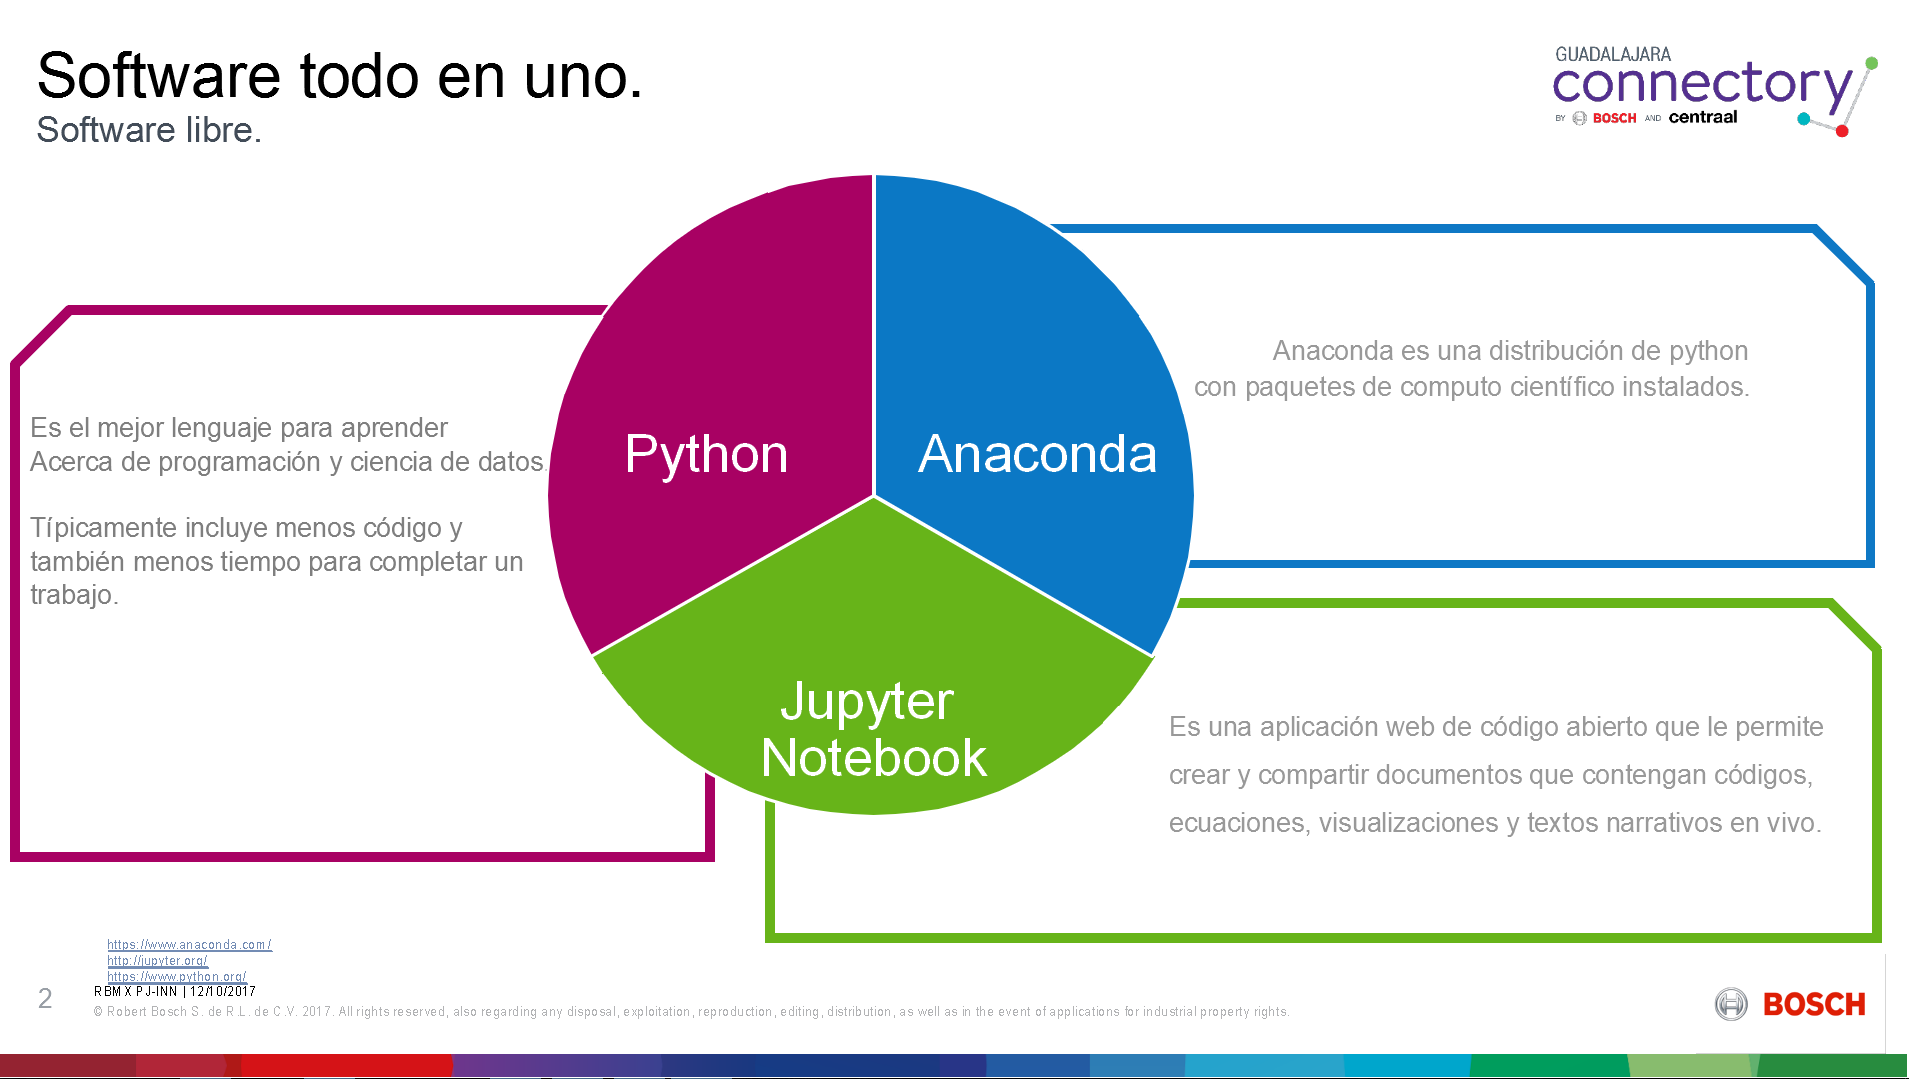 Software todo en uno.
Software libre.
GUADALAJARA
connectory
BY BOSCH AND centraal
Es el mejor lenguaje para aprender
Acerca de programación y ciencia de datos.
Típicamente incluye menos código y
también menos tiempo para completar un
trabajo.
Python
Anaconda
Jupyter
Notebook
Anaconda es una distribución de python
con paquetes de computo científico instalados.
Es una aplicación web de código abierto que le permite
crear y compartir documentos que contengan códigos,
ecuaciones, visualizaciones y textos narrativos en vivo.
https://www.anaconda.com/
http://jupyter.org/
https://www.python.org/
2
RBMX PJ-INN | 12/10/2017
© Robert Bosch S. de R.L. de C.V. 2017. All rights reserved, also regarding any disposal, exploitation, reproduction, editing, distribution, as well as in the event of applications for industrial property rights.
BOSCH